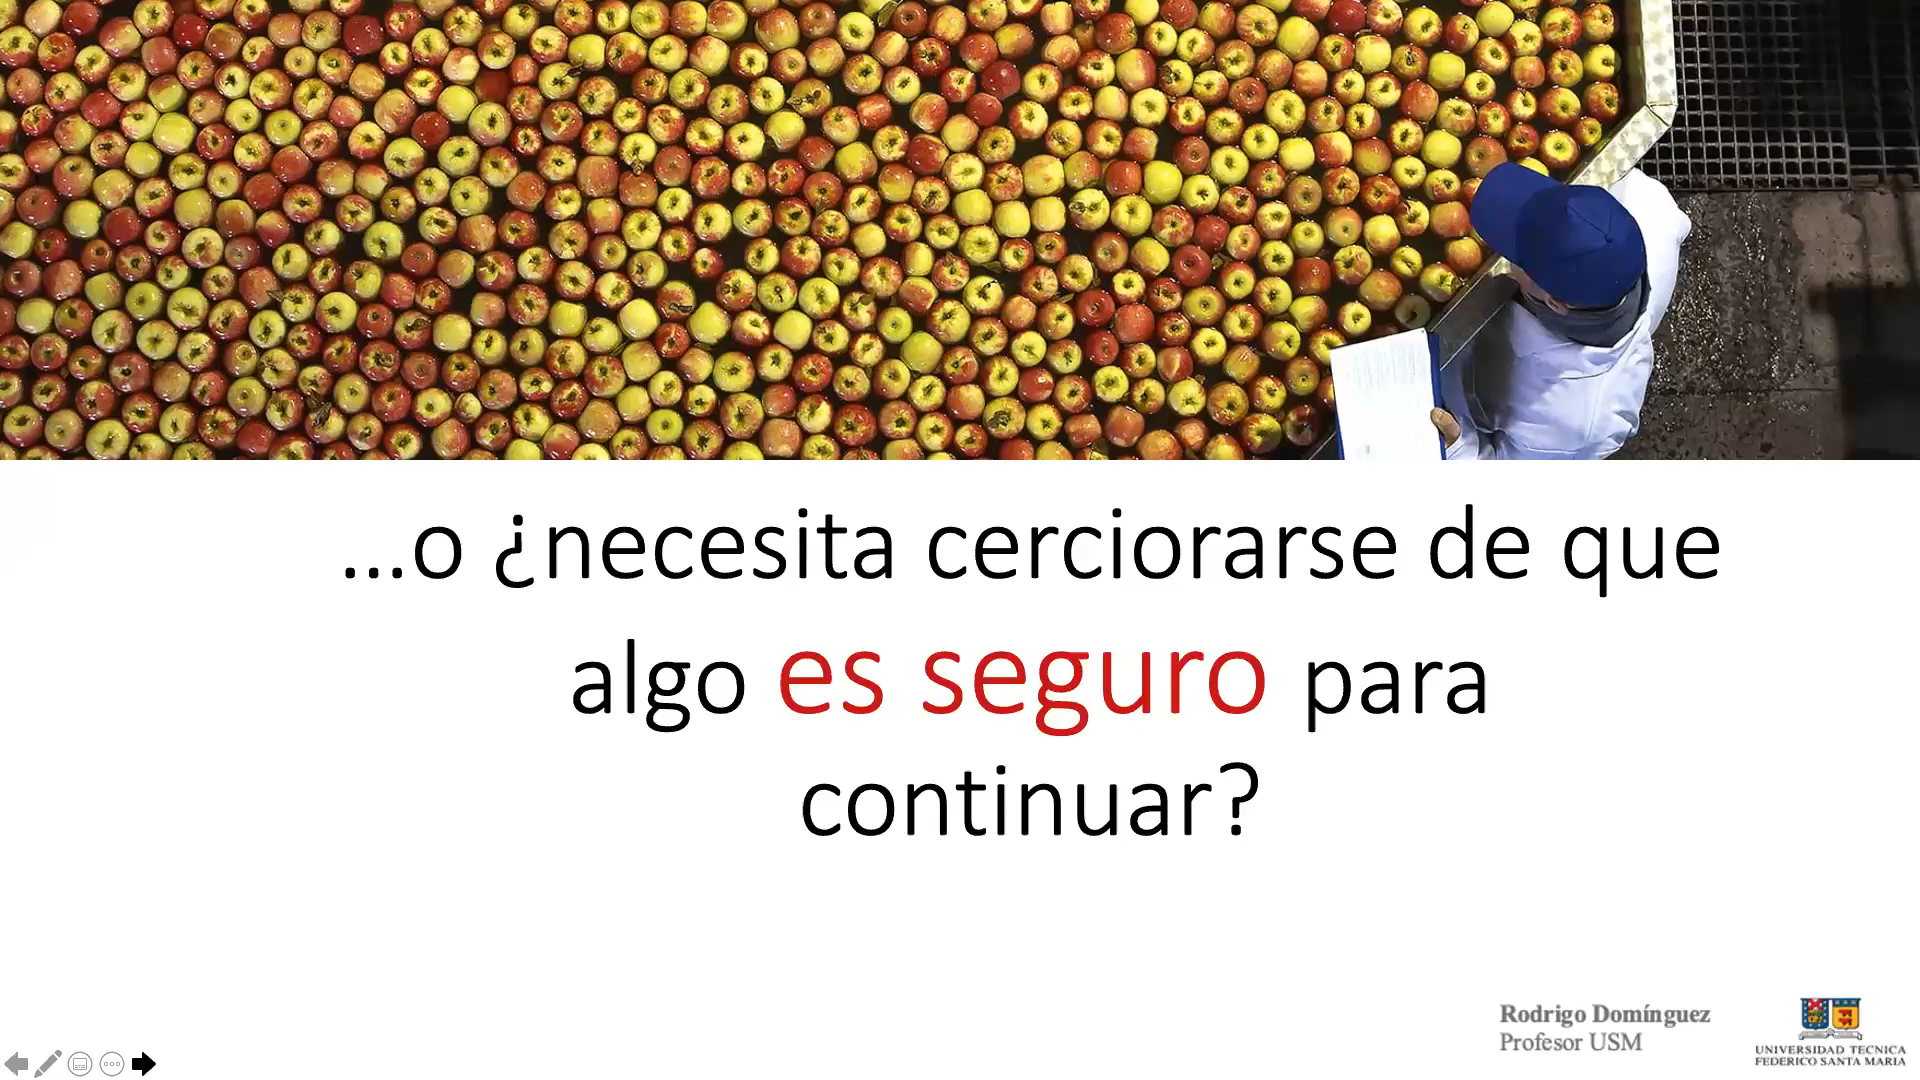 ...o ¿necesita cerciorarse de que
algo es seguro para
continuar?
Rodrigo Domínguez
Profesor USM
UNIVERSIDAD TECNICA
FEDERICO SANTA MARIA